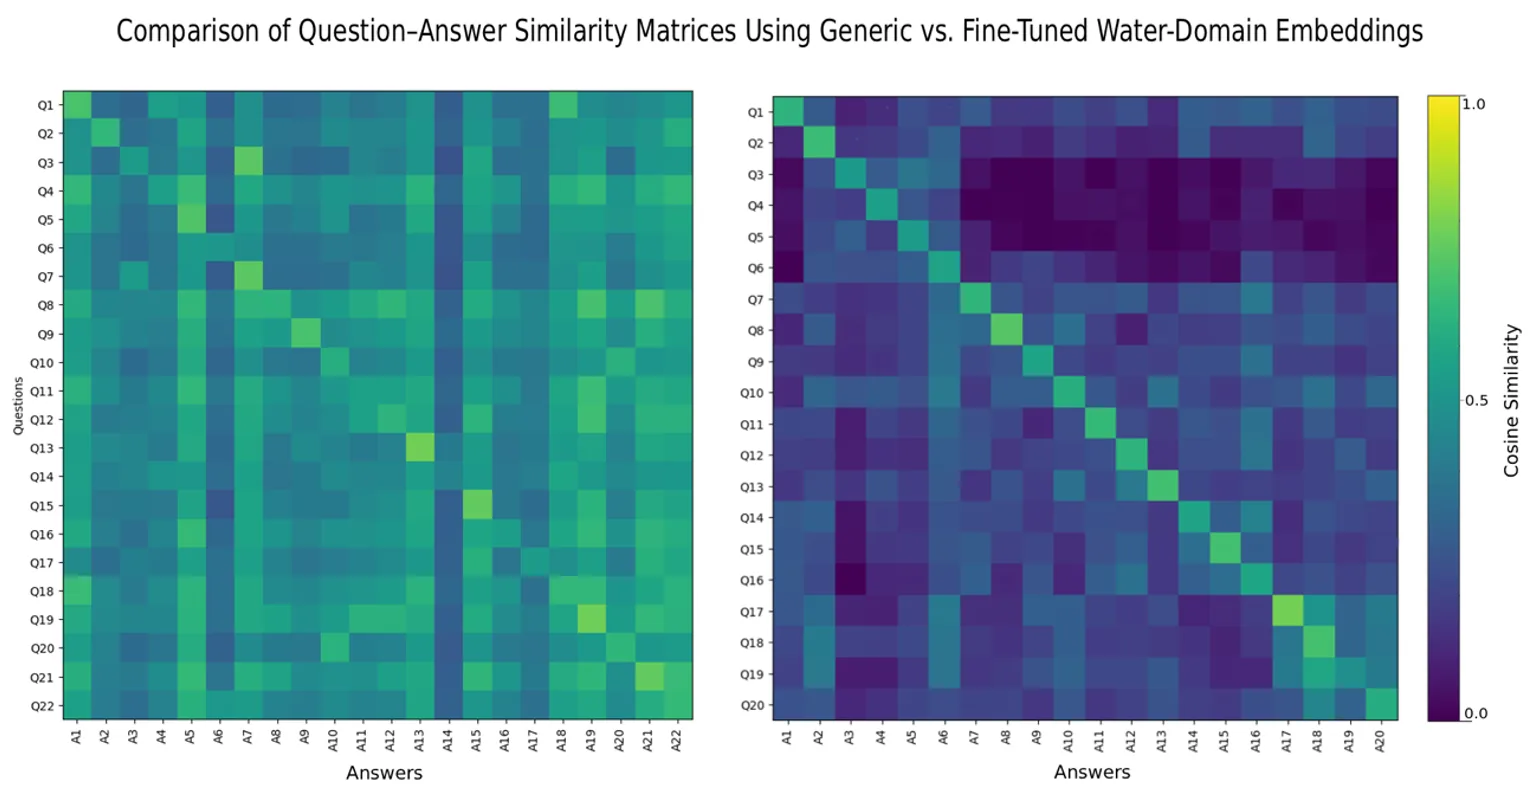 Comparison of Question–Answer Similarity Matrices Using Generic vs. Fine-Tuned Water-Domain Embeddings
Questions
Q1
Q2
Q3
Q4
Q5
Q6
Q7
Q8
Q9
Q10
Q11
Q12
Q13
Q14
Q15
Q16
Q17
Q18
Q19
Q20
Q21
Q22
A1 A2 A3 A4 A5 A6 A7 A8 A9 A10 A11 A12 A13 A14 A15 A16 A17 A18 A19 A20 A21 A22
Answers
Q1
Q2
Q3
Q4
Q5
Q6
Q7
Q8
Q9
Q10
Q11
Q12
Q13
Q14
Q15
Q16
Q17
Q18
Q19
Q20
A1 A2 A3 A4 A5 A6 A7 A8 A9 A10 A11 A12 A13 A14 A15 A16 A17 A18 A19 A20
Answers
1.0
0.5
0.0
Cosine Similarity